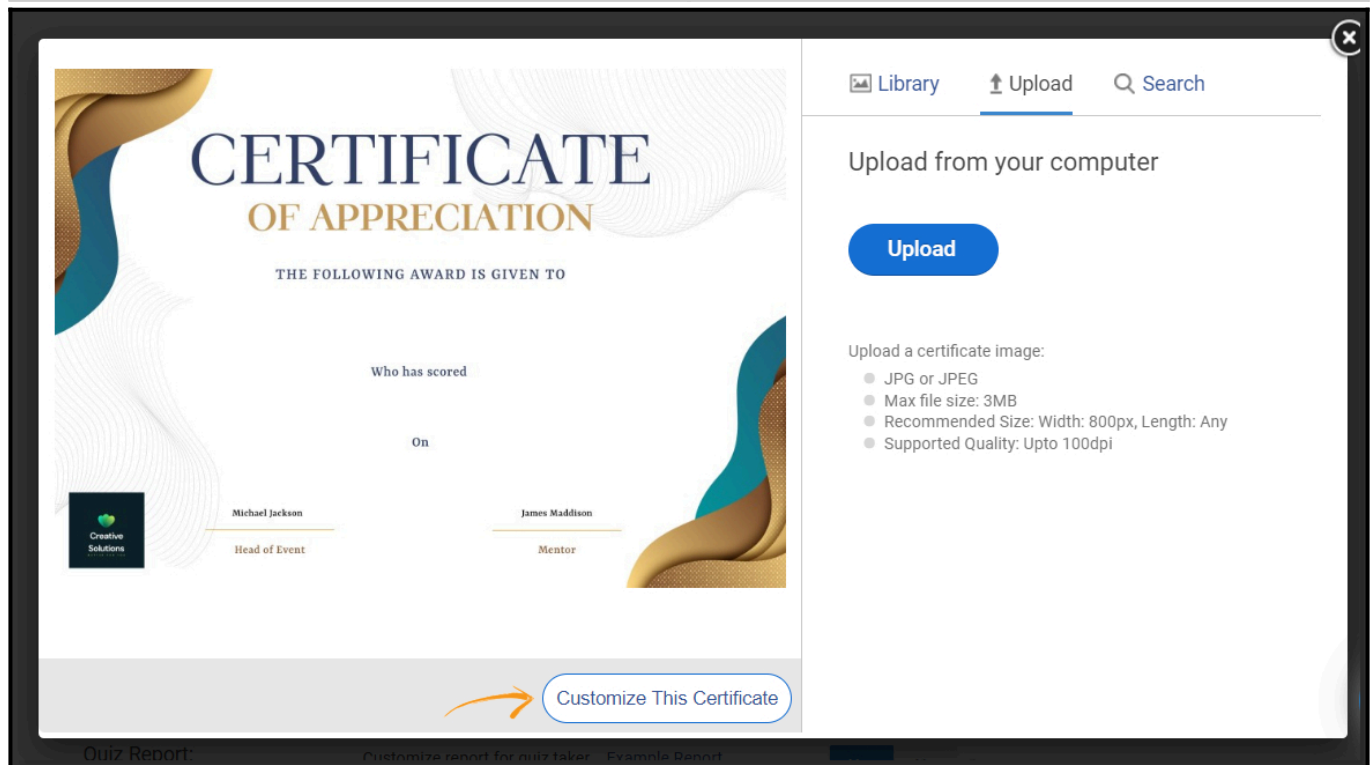 CERTIFICATE
OF APPRECIATION
THE FOLLOWING AWARD IS GIVEN TO
Who has scored
On
Michael Jackson
Head of Event
James Maddison
Mentor
Creative
Solutions
Customize This Certificate
Library
Upload
Search
Upload from your computer
Upload
Upload a certificate image:
JPG or JPEG
Max file size: 3MB
Recommended Size: Width: 800px, Length: Any
Supported Quality: Upto 100dpi
Quiz Report:
Customize report for quiz taker
Example Report